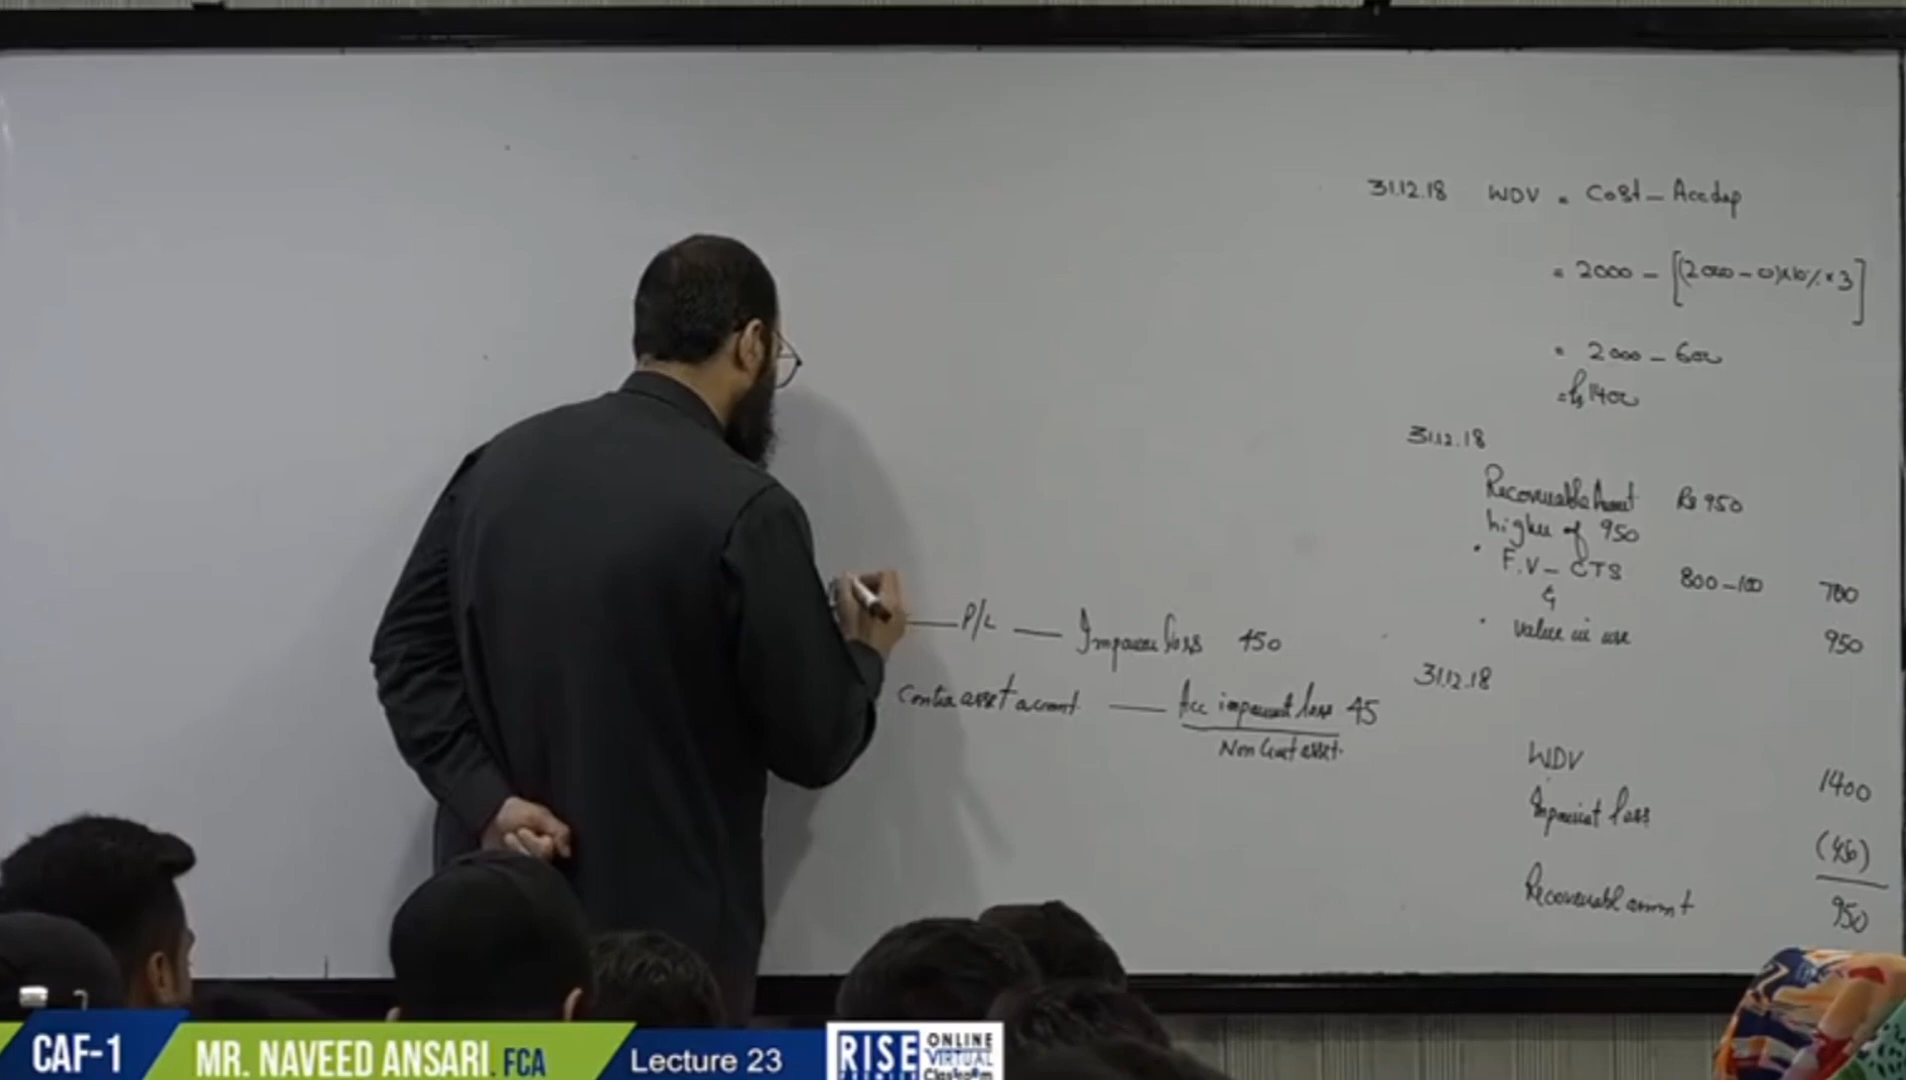 31.12.18 WDV = Cost - Acc dep
= 2000 - [(2000 - 0) x 10% x 3]
= 2000 - 600
= Rs 1400
31.12.18
Recoverable Amount Rs 950
higher of 950
• F.V - CTS 800 - 100 700
&
• Value in use 950
P/L — Impairment loss 450
Contra asset account — Acc impairment loss 45
Non Current asset.
31.12.18
WDV 1400
Impairment loss (450)
Recoverable amount 950
CAF-1
MR. NAVEED ANSARI. FCA
Lecture 23
RISE
PREMIER
ONLINE
VIRTUAL
Classroom